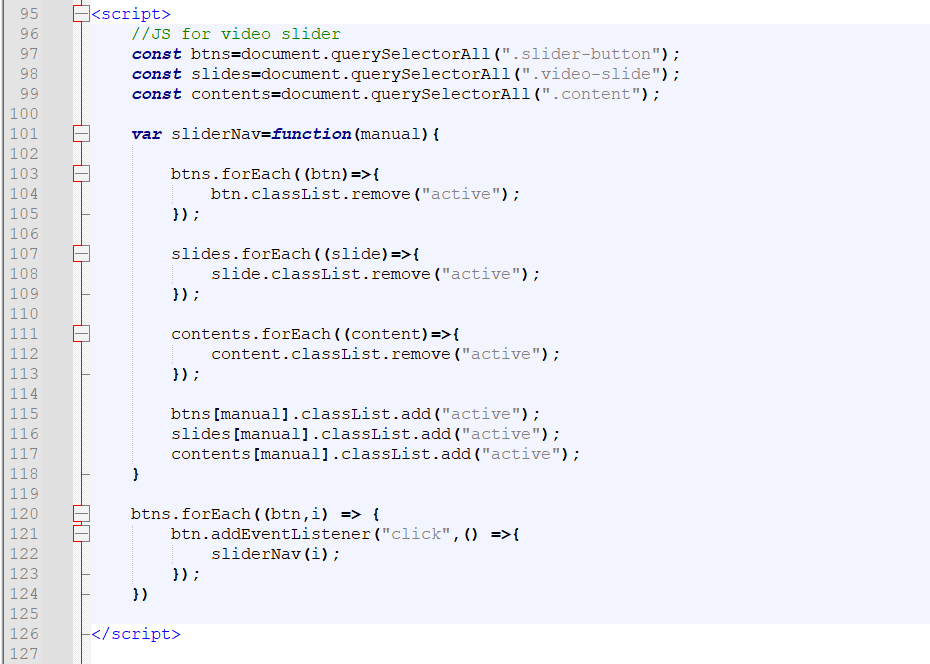 95 <script>
96     //JS for video slider
97     const btns=document.querySelectorAll(".slider-button");
98     const slides=document.querySelectorAll(".video-slide");
99     const contents=document.querySelectorAll(".content");
100
101     var sliderNav=function(manual){
102
103         btns.forEach((btn)=>{
104             btn.classList.remove("active");
105         });
106
107         slides.forEach((slide)=>{
108             slide.classList.remove("active");
109         });
110
111         contents.forEach((content)=>{
112             content.classList.remove("active");
113         });
114
115         btns[manual].classList.add("active");
116         slides[manual].classList.add("active");
117         contents[manual].classList.add("active");
118     }
119
120     btns.forEach((btn,i) => {
121         btn.addEventListener("click",() =>{
122             sliderNav(i);
123         });
124     })
125
126 </script>
127